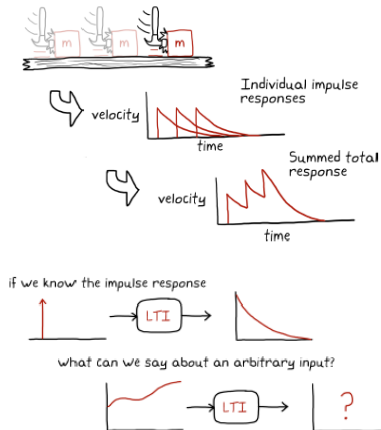 m m m
Individual impulse
responses
velocity
time
Summed total
response
velocity
time
if we know the impulse response
LTI
what can we say about an arbitrary input?
LTI
?